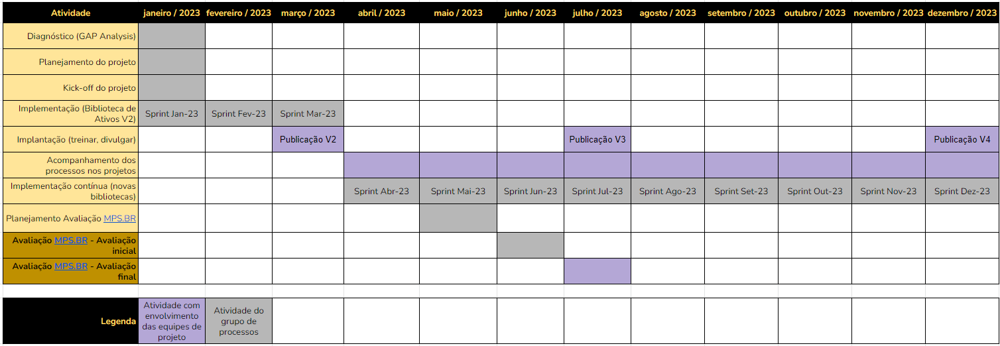 Atividade janeiro / 2023 fevereiro / 2023 março / 2023 abril / 2023 maio / 2023 junho / 2023 julho / 2023 agosto / 2023 setembro / 2023 outubro / 2023 novembro / 2023 dezembro / 2023
Diagnóstico (GAP Analysis)
Planejamento do projeto
Kick-off do projeto
Implementação (Biblioteca de
Ativos V2)
Sprint Jan-23 Sprint Fev-23 Sprint Mar-23
Implantação (treinar, divulgar) Publicação V2 Publicação V3 Publicação V4
Acompanhamento dos
processos nos projetos
Implementação contínua (novas
bibliotecas)
Sprint Abr-23 Sprint Mai-23 Sprint Jun-23 Sprint Jul-23 Sprint Ago-23 Sprint Set-23 Sprint Out-23 Sprint Nov-23 Sprint Dez-23
Planejamento Avaliação MPS.BR
Avaliação MPS.BR - Avaliação
inicial
Avaliação MPS.BR - Avaliação
final
Legenda
Atividade com
envolvimento
das equipes de
projeto
Atividade do
grupo de
processos